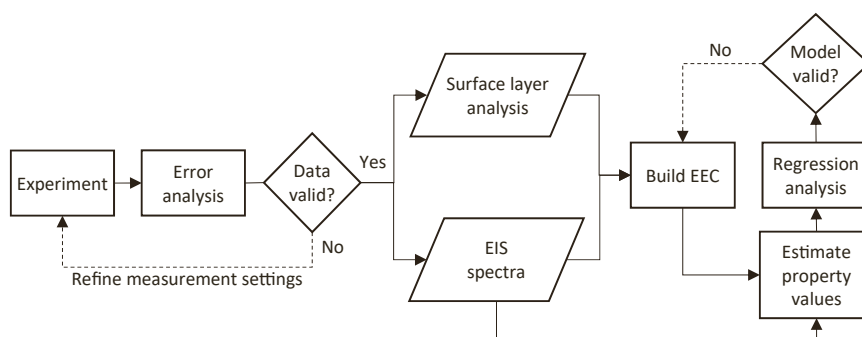 Experiment
Error
analysis
Data
valid?
Yes
No
Refine measurement settings
Surface layer
analysis
EIS
spectra
Build EEC
No
Model
valid?
Regression
analysis
Estimate
property
values